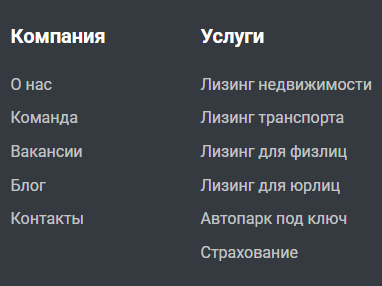 Компания
О нас
Команда
Вакансии
Блог
Контакты
Услуги
Лизинг недвижимости
Лизинг транспорта
Лизинг для физлиц
Лизинг для юрлиц
Автопарк под ключ
Страхование